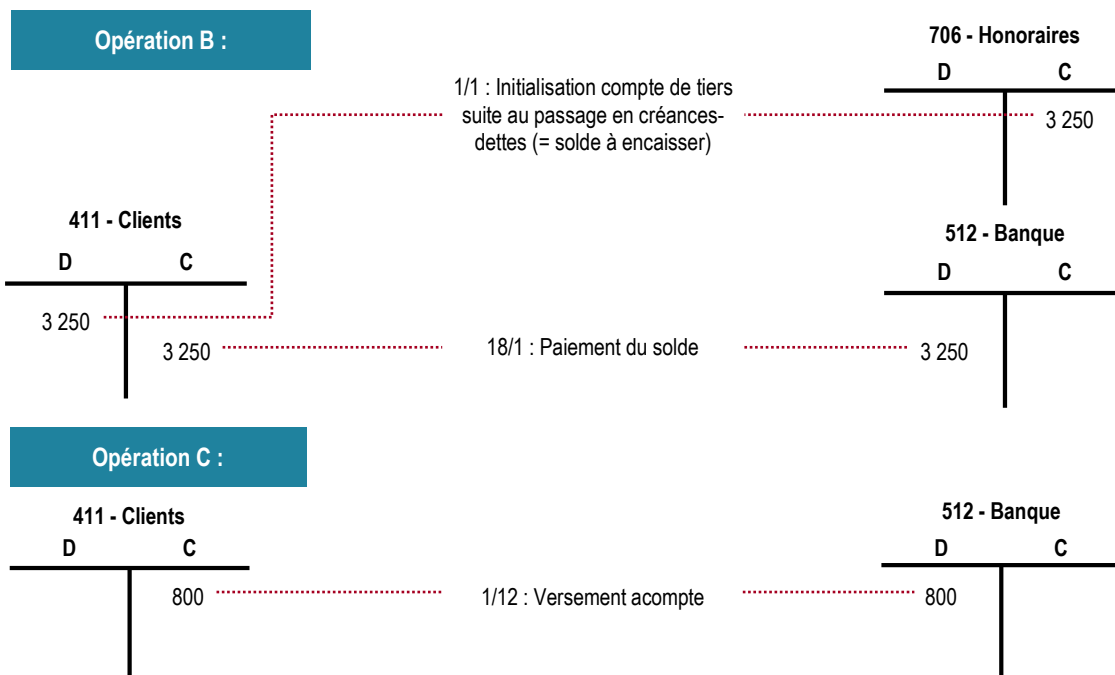 Opération B :
706 - Honoraires
D C
1/1 : Initialisation compte de tiers
suite au passage en créances-
dettes (= solde à encaisser)
3 250
411 - Clients
D C
512 - Banque
D C
3 250
3 250
18/1 : Paiement du solde
3 250
Opération C :
411 - Clients
D C
512 - Banque
D C
800
1/12 : Versement acompte
800